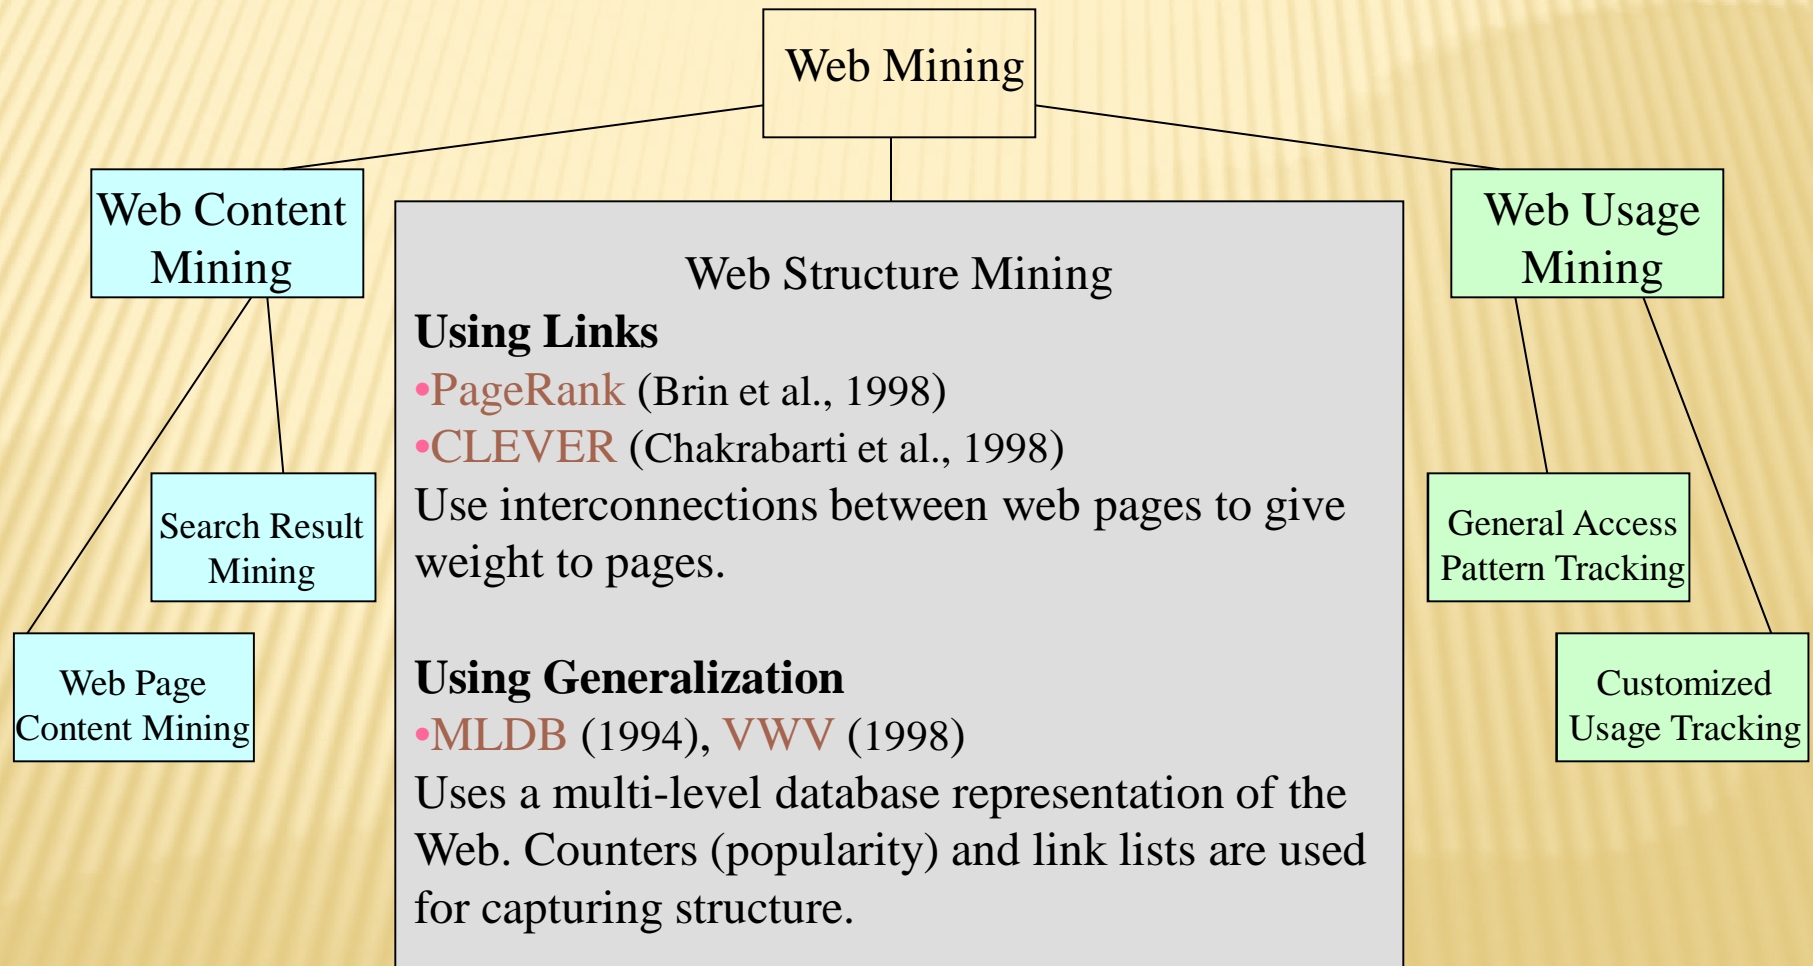 Web Mining
Web Content
Mining
Search Result
Mining
Web Page
Content Mining
Web Structure Mining
Using Links
•PageRank (Brin et al., 1998)
•CLEVER (Chakrabarti et al., 1998)
Use interconnections between web pages to give
weight to pages.
Using Generalization
•MLDB (1994), VWV (1998)
Uses a multi-level database representation of the
Web. Counters (popularity) and link lists are used
for capturing structure.
Web Usage
Mining
General Access
Pattern Tracking
Customized
Usage Tracking